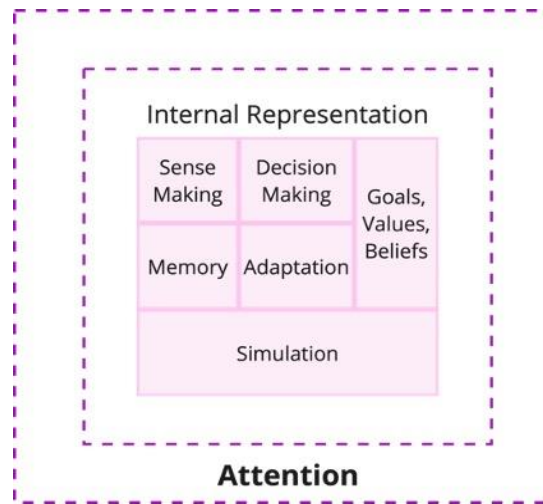 Internal Representation
Sense
Making
Decision
Making
Goals,
Values,
Beliefs
Memory
Adaptation
Simulation
Attention